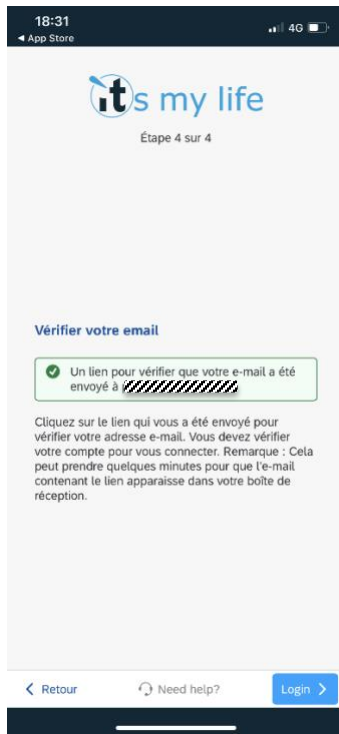 18:31
4G
◀ App Store
its my life
Étape 4 sur 4
Vérifier votre email
Un lien pour vérifier que votre e-mail a été
envoyé à
Cliquez sur le lien qui vous a été envoyé pour
vérifier votre adresse e-mail. Vous devez vérifier
votre compte pour vous connecter. Remarque : Cela
peut prendre quelques minutes pour que l'e-mail
contenant le lien apparaisse dans votre boîte de
réception.
Retour
Need help?
Login